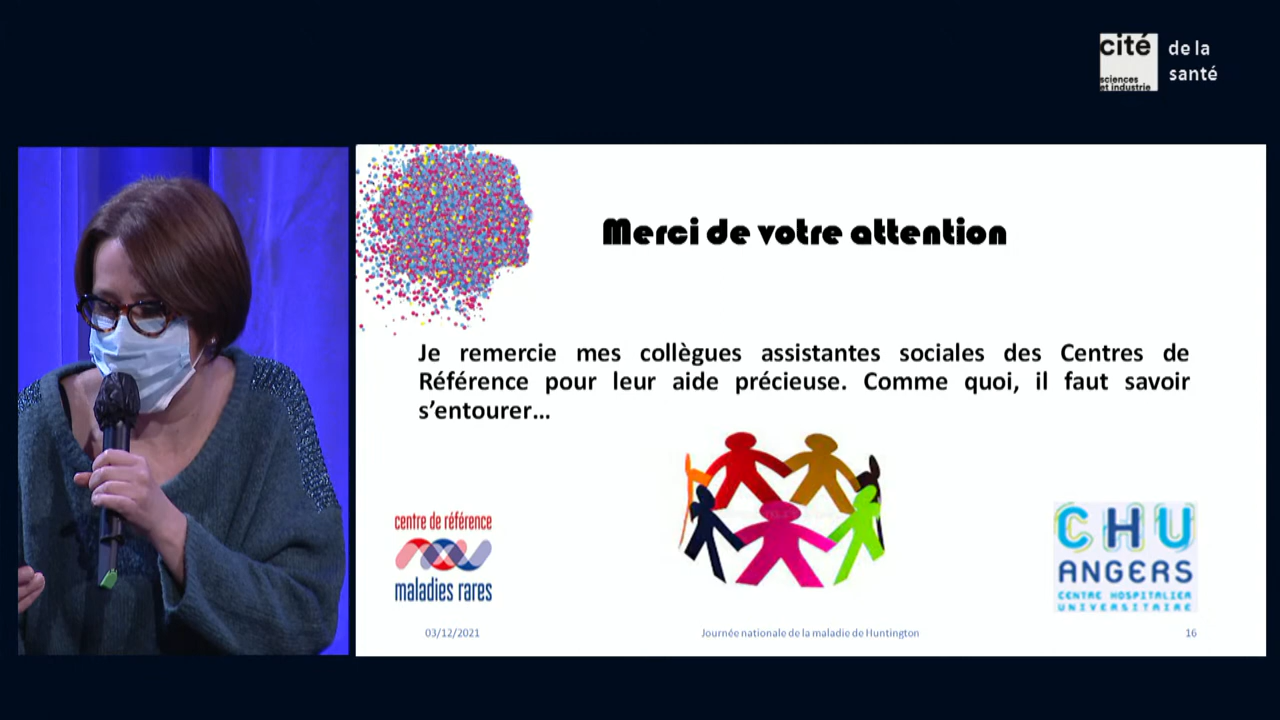 cité
sciences
et industrie
de la
santé
Merci de votre attention
Je remercie mes collègues assistantes sociales des Centres de
Référence pour leur aide précieuse. Comme quoi, il faut savoir
s’entourer…
centre de référence
maladies rares
CHU
ANGERS
CENTRE HOSPITALIER
UNIVERSITAIRE
03/12/2021
Journée nationale de la maladie de Huntington
16